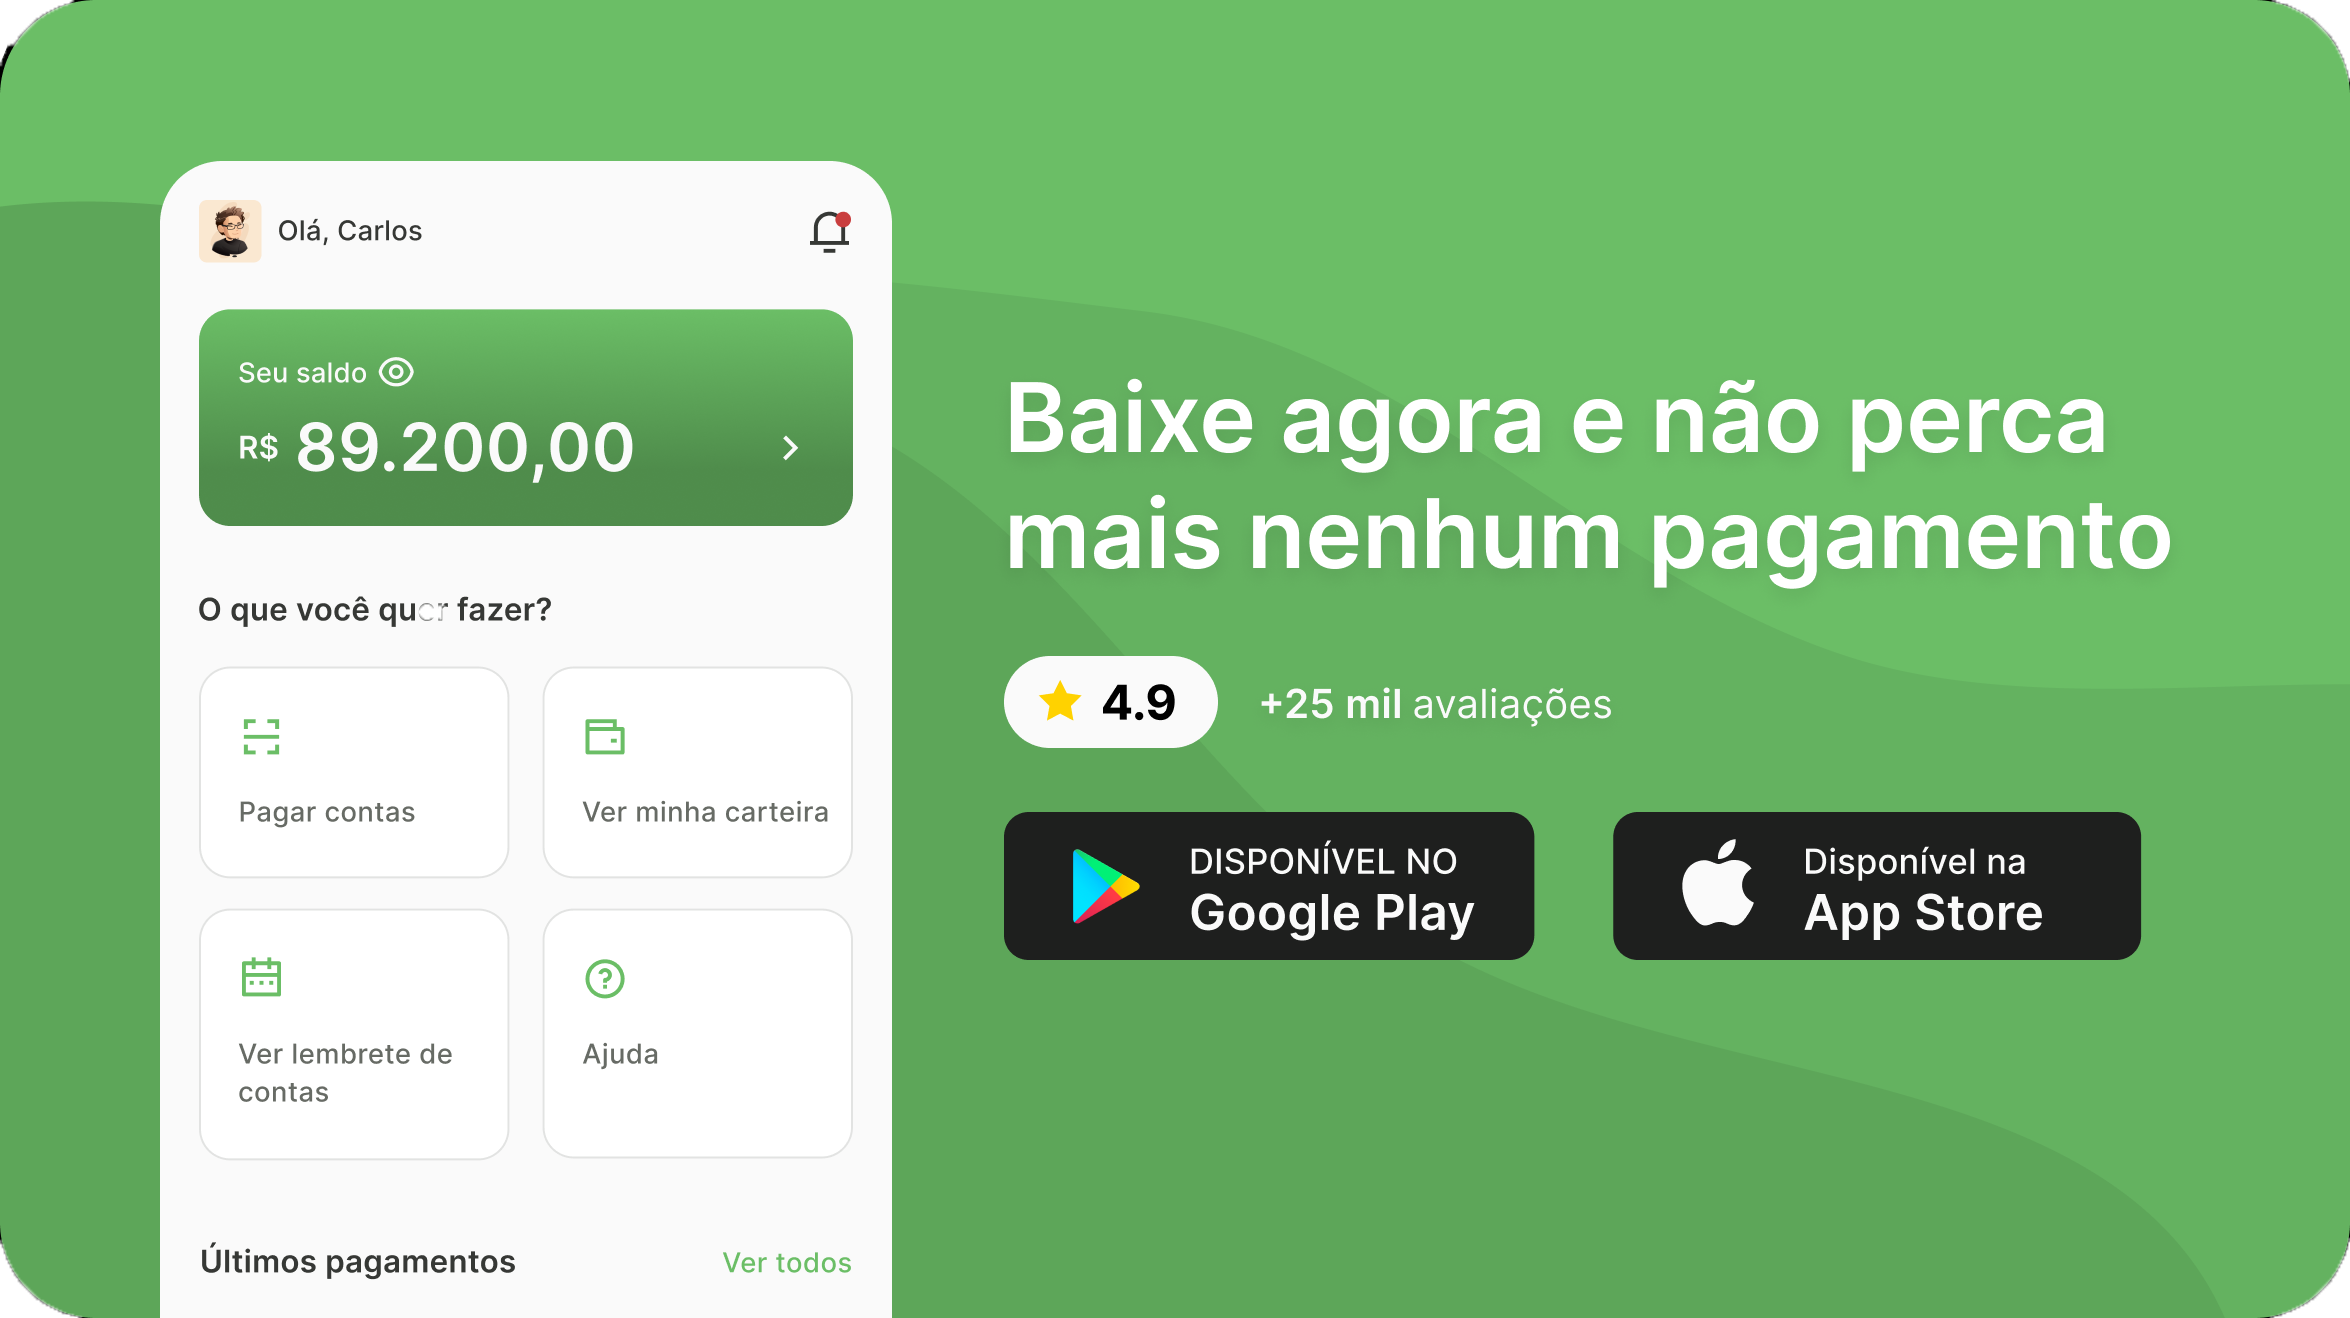 Olá, Carlos
Seu saldo
R$ 89.200,00
O que você quer fazer?
Pagar contas
Ver minha carteira
Ver lembrete de
contas
Ajuda
Últimos pagamentos
Ver todos
Baixe agora e não perca
mais nenhum pagamento
4.9
+25 mil avaliações
DISPONÍVEL NO
Google Play
Disponível na
App Store